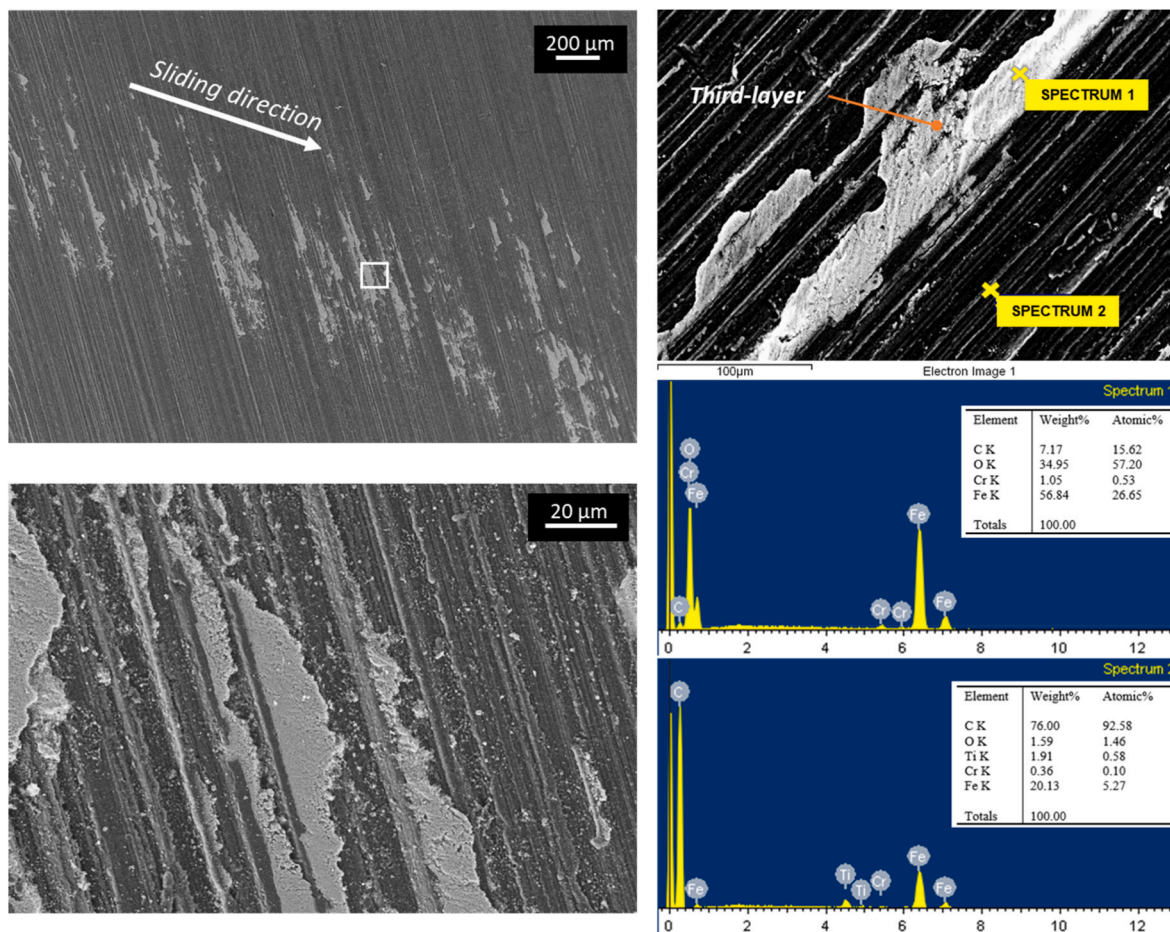 200 µm
Sliding direction
20 µm
Third-layer
SPECTRUM 1
SPECTRUM 2
100µm
Electron Image 1
Spectrum 1
O
Cr
Fe
C
Cr
Cr
Fe
Fe
Element Weight% Atomic%
C K 7.17 15.62
O K 34.95 57.20
Cr K 1.05 0.53
Fe K 56.84 26.65
Totals 100.00
0 2 4 6 8 10 12
Spectrum 2
C
Fe
Ti
Ti
Cr
Fe
Fe
Element Weight% Atomic%
C K 76.00 92.58
O K 1.59 1.46
Ti K 1.91 0.58
Cr K 0.36 0.10
Fe K 20.13 5.27
Totals 100.00
0 2 4 6 8 10 12